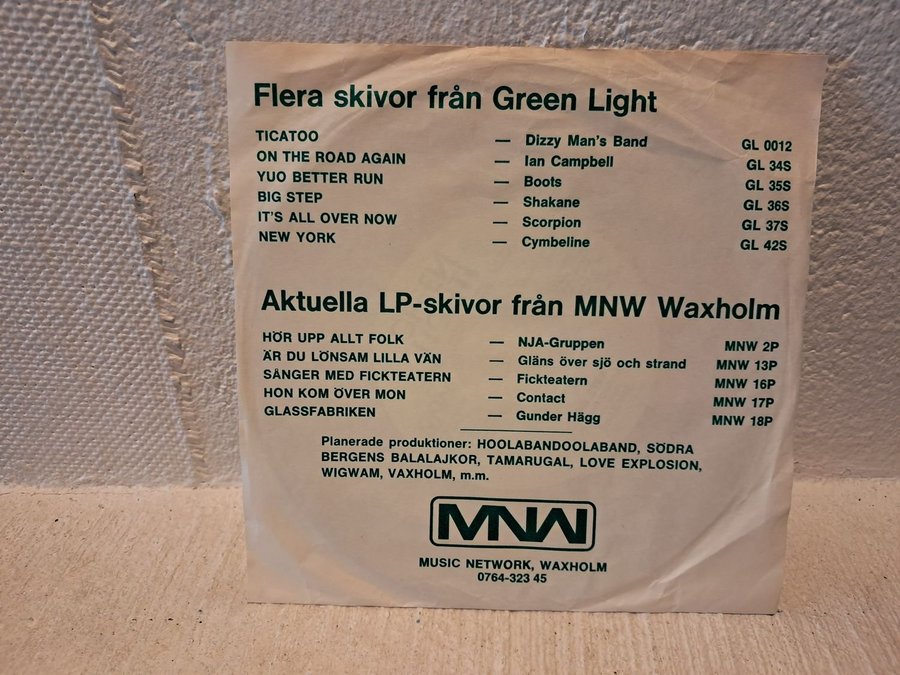 Flera skivor från Green Light
TICATOO — Dizzy Man's Band GL 0012
ON THE ROAD AGAIN — Ian Campbell GL 34S
YUO BETTER RUN — Boots GL 35S
BIG STEP — Shakane GL 36S
IT'S ALL OVER NOW — Scorpion GL 37S
NEW YORK — Cymbeline GL 42S
Aktuella LP-skivor från MNW Waxholm
HÖR UPP ALLT FOLK — NJA-Gruppen MNW 2P
ÄR DU LÖNSAM LILLA VÄN — Gläns över sjö och strand MNW 13P
SÅNGER MED FICKTEATERN — Fickteatern MNW 16P
HON KOM ÖVER MON — Contact MNW 17P
GLASSFABRIKEN — Gunder Hägg MNW 18P
Planerade produktioner: HOOLABANDOOLABAND, SÖDRA
BERGENS BALALAJKOR, TAMARUGAL, LOVE EXPLOSION,
WIGWAM, VAXHOLM, m.m.
MNW
MUSIC NETWORK, WAXHOLM
0764-323 45